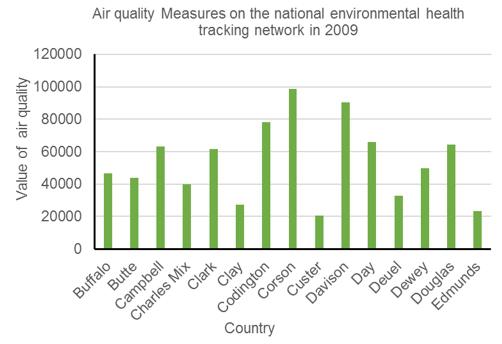 Air quality Measures on the national environmental health
tracking network in 2009
Value of air quality
120000
100000
80000
60000
40000
20000
0
Buffalo
Butte
Campbell
Charles Mix
Clark
Clay
Codington
Corson
Custer
Davison
Day
Deuel
Dewey
Douglas
Edmunds
Country